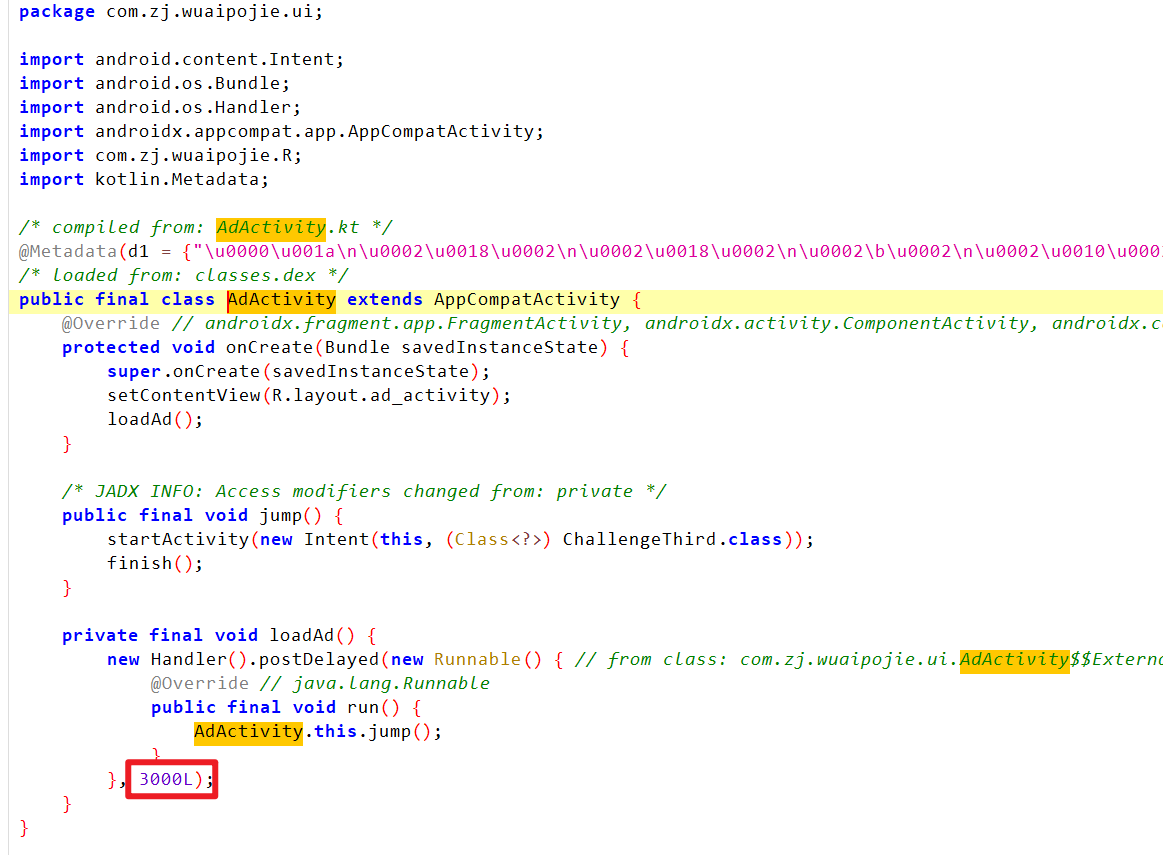 package com.zj.wuaipojie.ui;
import android.content.Intent;
import android.os.Bundle;
import android.os.Handler;
import androidx.appcompat.app.AppCompatActivity;
import com.zj.wuaipojie.R;
import kotlin.Metadata;
/* compiled from: AdActivity.kt */
@Metadata(d1 = {"\u0000\u001a\n\u0002\u0018\u0002\n\u0002\u0018\u0002\n\u0002\b\u0002\n\u0002\u0010\u000
/* loaded from: classes.dex */
public final class AdActivity extends AppCompatActivity {
    @Override // androidx.fragment.app.FragmentActivity, androidx.activity.ComponentActivity, androidx.c
    protected void onCreate(Bundle savedInstanceState) {
        super.onCreate(savedInstanceState);
        setContentView(R.layout.ad_activity);
        loadAd();
    }
    /* JADX INFO: Access modifiers changed from: private */
    public final void jump() {
        startActivity(new Intent(this, (Class<?>) ChallengeThird.class));
        finish();
    }
    private final void loadAd() {
        new Handler().postDelayed(new Runnable() { // from class: com.zj.wuaipojie.ui.AdActivity$$Externa
            @Override // java.lang.Runnable
            public final void run() {
                AdActivity.this.jump();
            }
        }, 3000L);
    }
}